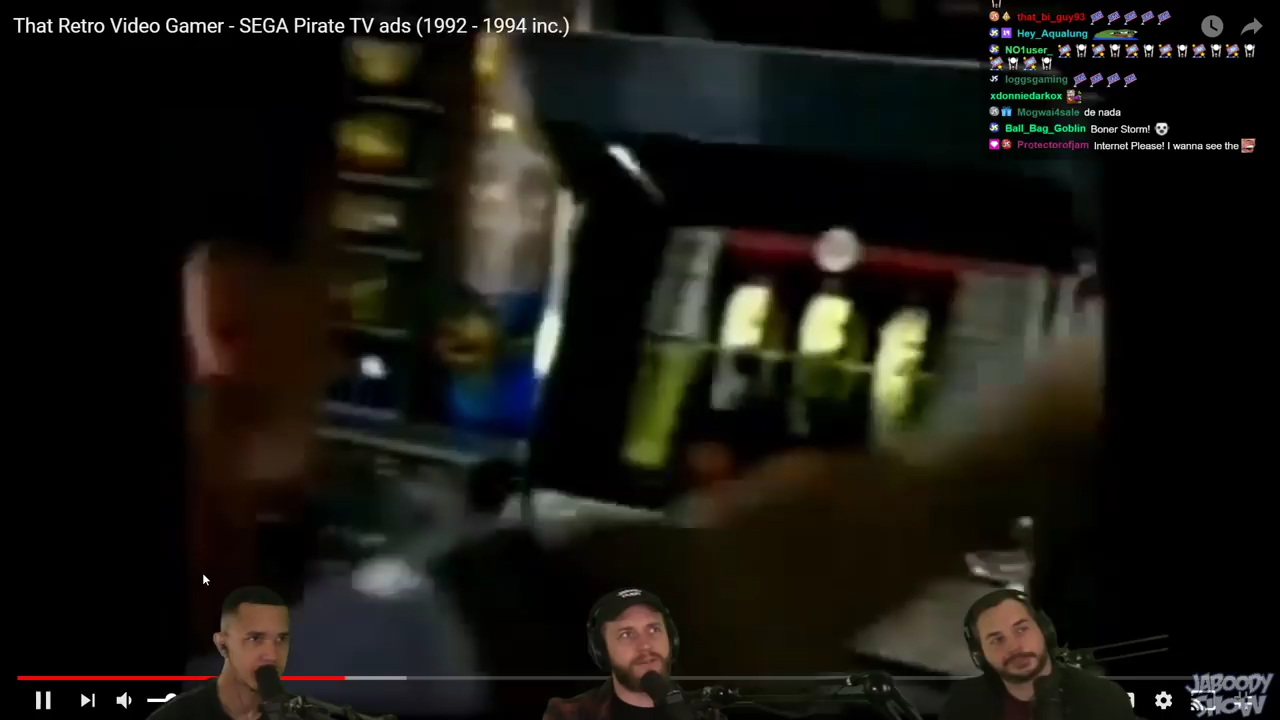 That Retro Video Gamer - SEGA Pirate TV ads (1992 - 1994 inc.)
that_bi_guy93
Hey_Aqualung
NO1user_
loggsgaming
xdonniedarkox
Mogwai4sale de nada
Ball_Bag_Goblin Boner Storm!
Protectorofjam Internet Please! I wanna see the
JABOODY
SHOW